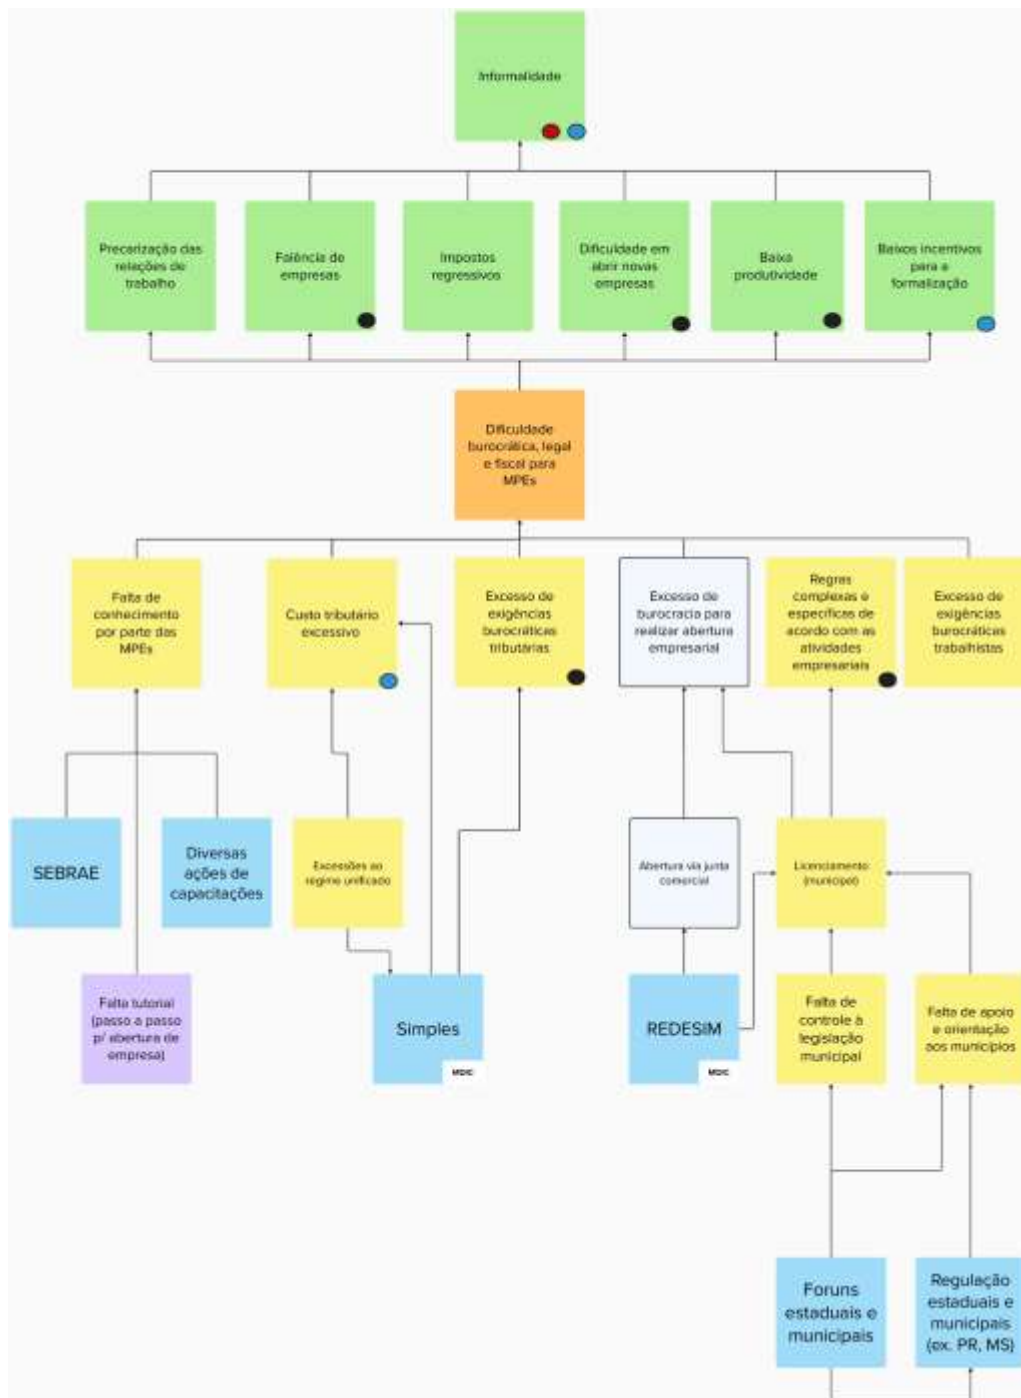 Informalidade
Precarização das
relações de
trabalho
Falência de
empresas
Impostos
regressivos
Dificuldade em
abrir novas
empresas
Baixa
produtividade
Baixos incentivos
para a
formalização
Dificuldade
burocrática, legal
e fiscal para
MPEs
Falta de
conhecimento
por parte das
MPEs
Custo tributário
excessivo
Excesso de
exigências
burocráticas
tributárias
Excesso de
burocracia para
realizar abertura
empresarial
Regras
complexas e
específicas de
acordo com as
atividades
empresariais
Excesso de
exigências
burocráticas
trabalhistas
SEBRAE
Diversas
ações de
capacitações
Excessões ao
regime unificado
Abertura via junta
comercial
Licenciamento
(municipal)
Falta tutorial
(passo a passo
p/ abertura de
empresa)
Simples
MDIC
REDESIM
MDIC
Falta de
controle à
legislação
municipal
Falta de apoio
e orientação
aos municípios
Foruns
estaduais e
municipais
Regulação
estaduais e
municipais
(ex. PR, MS)